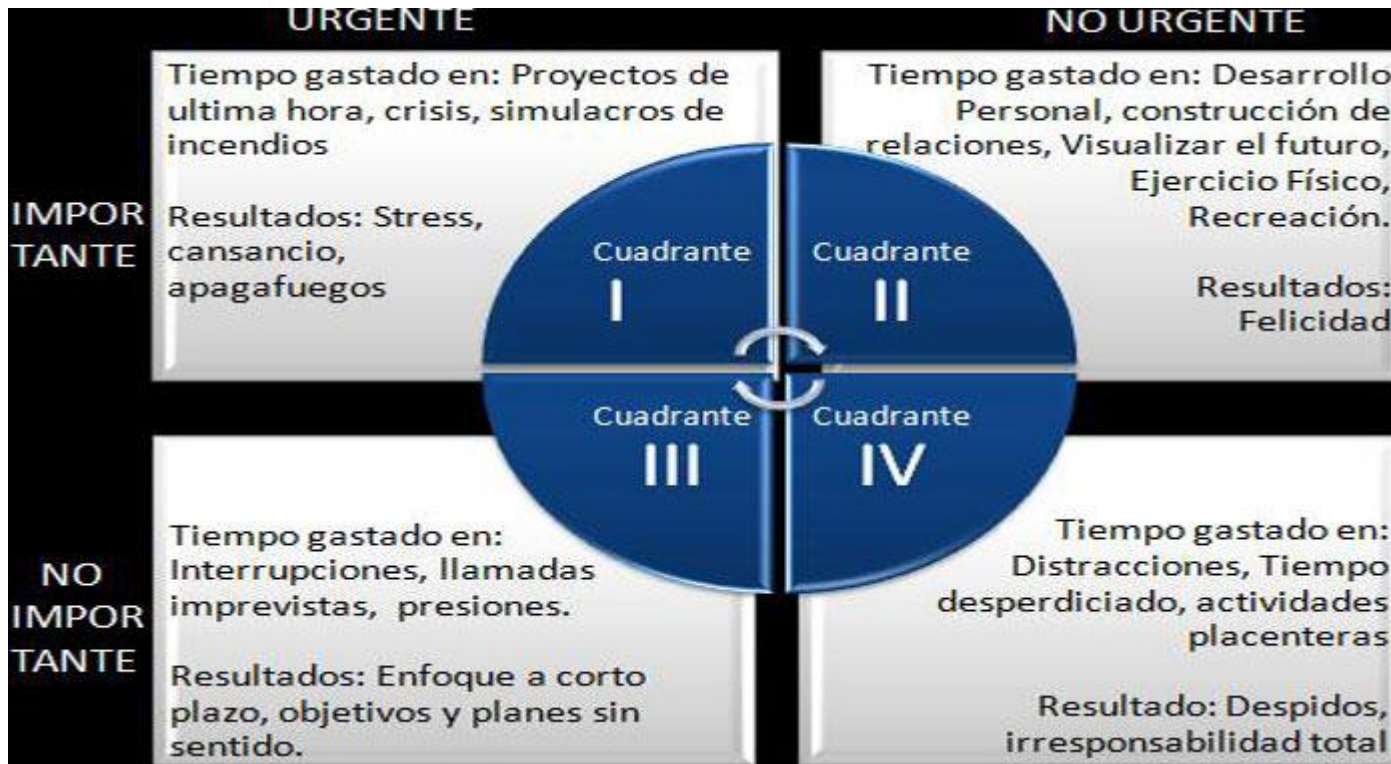 URGENTE
NO URGENTE
IMPOR
TANTE
Tiempo gastado en: Proyectos de
ultima hora, crisis, simulacros de
incendios
Resultados: Stress,
cansancio,
apagafuegos
Cuadrante
I
Cuadrante
II
Tiempo gastado en: Desarrollo
Personal, construcción de
relaciones, Visualizar el futuro,
Ejercicio Físico,
Recreación.
Resultados:
Felicidad
NO
IMPOR
TANTE
Cuadrante
III
Tiempo gastado en:
Interrupciones, llamadas
imprevistas, presiones.
Resultados: Enfoque a corto
plazo, objetivos y planes sin
sentido.
Cuadrante
IV
Tiempo gastado en:
Distracciones, Tiempo
desperdiciado, actividades
placenteras
Resultado: Despidos,
irresponsabilidad total